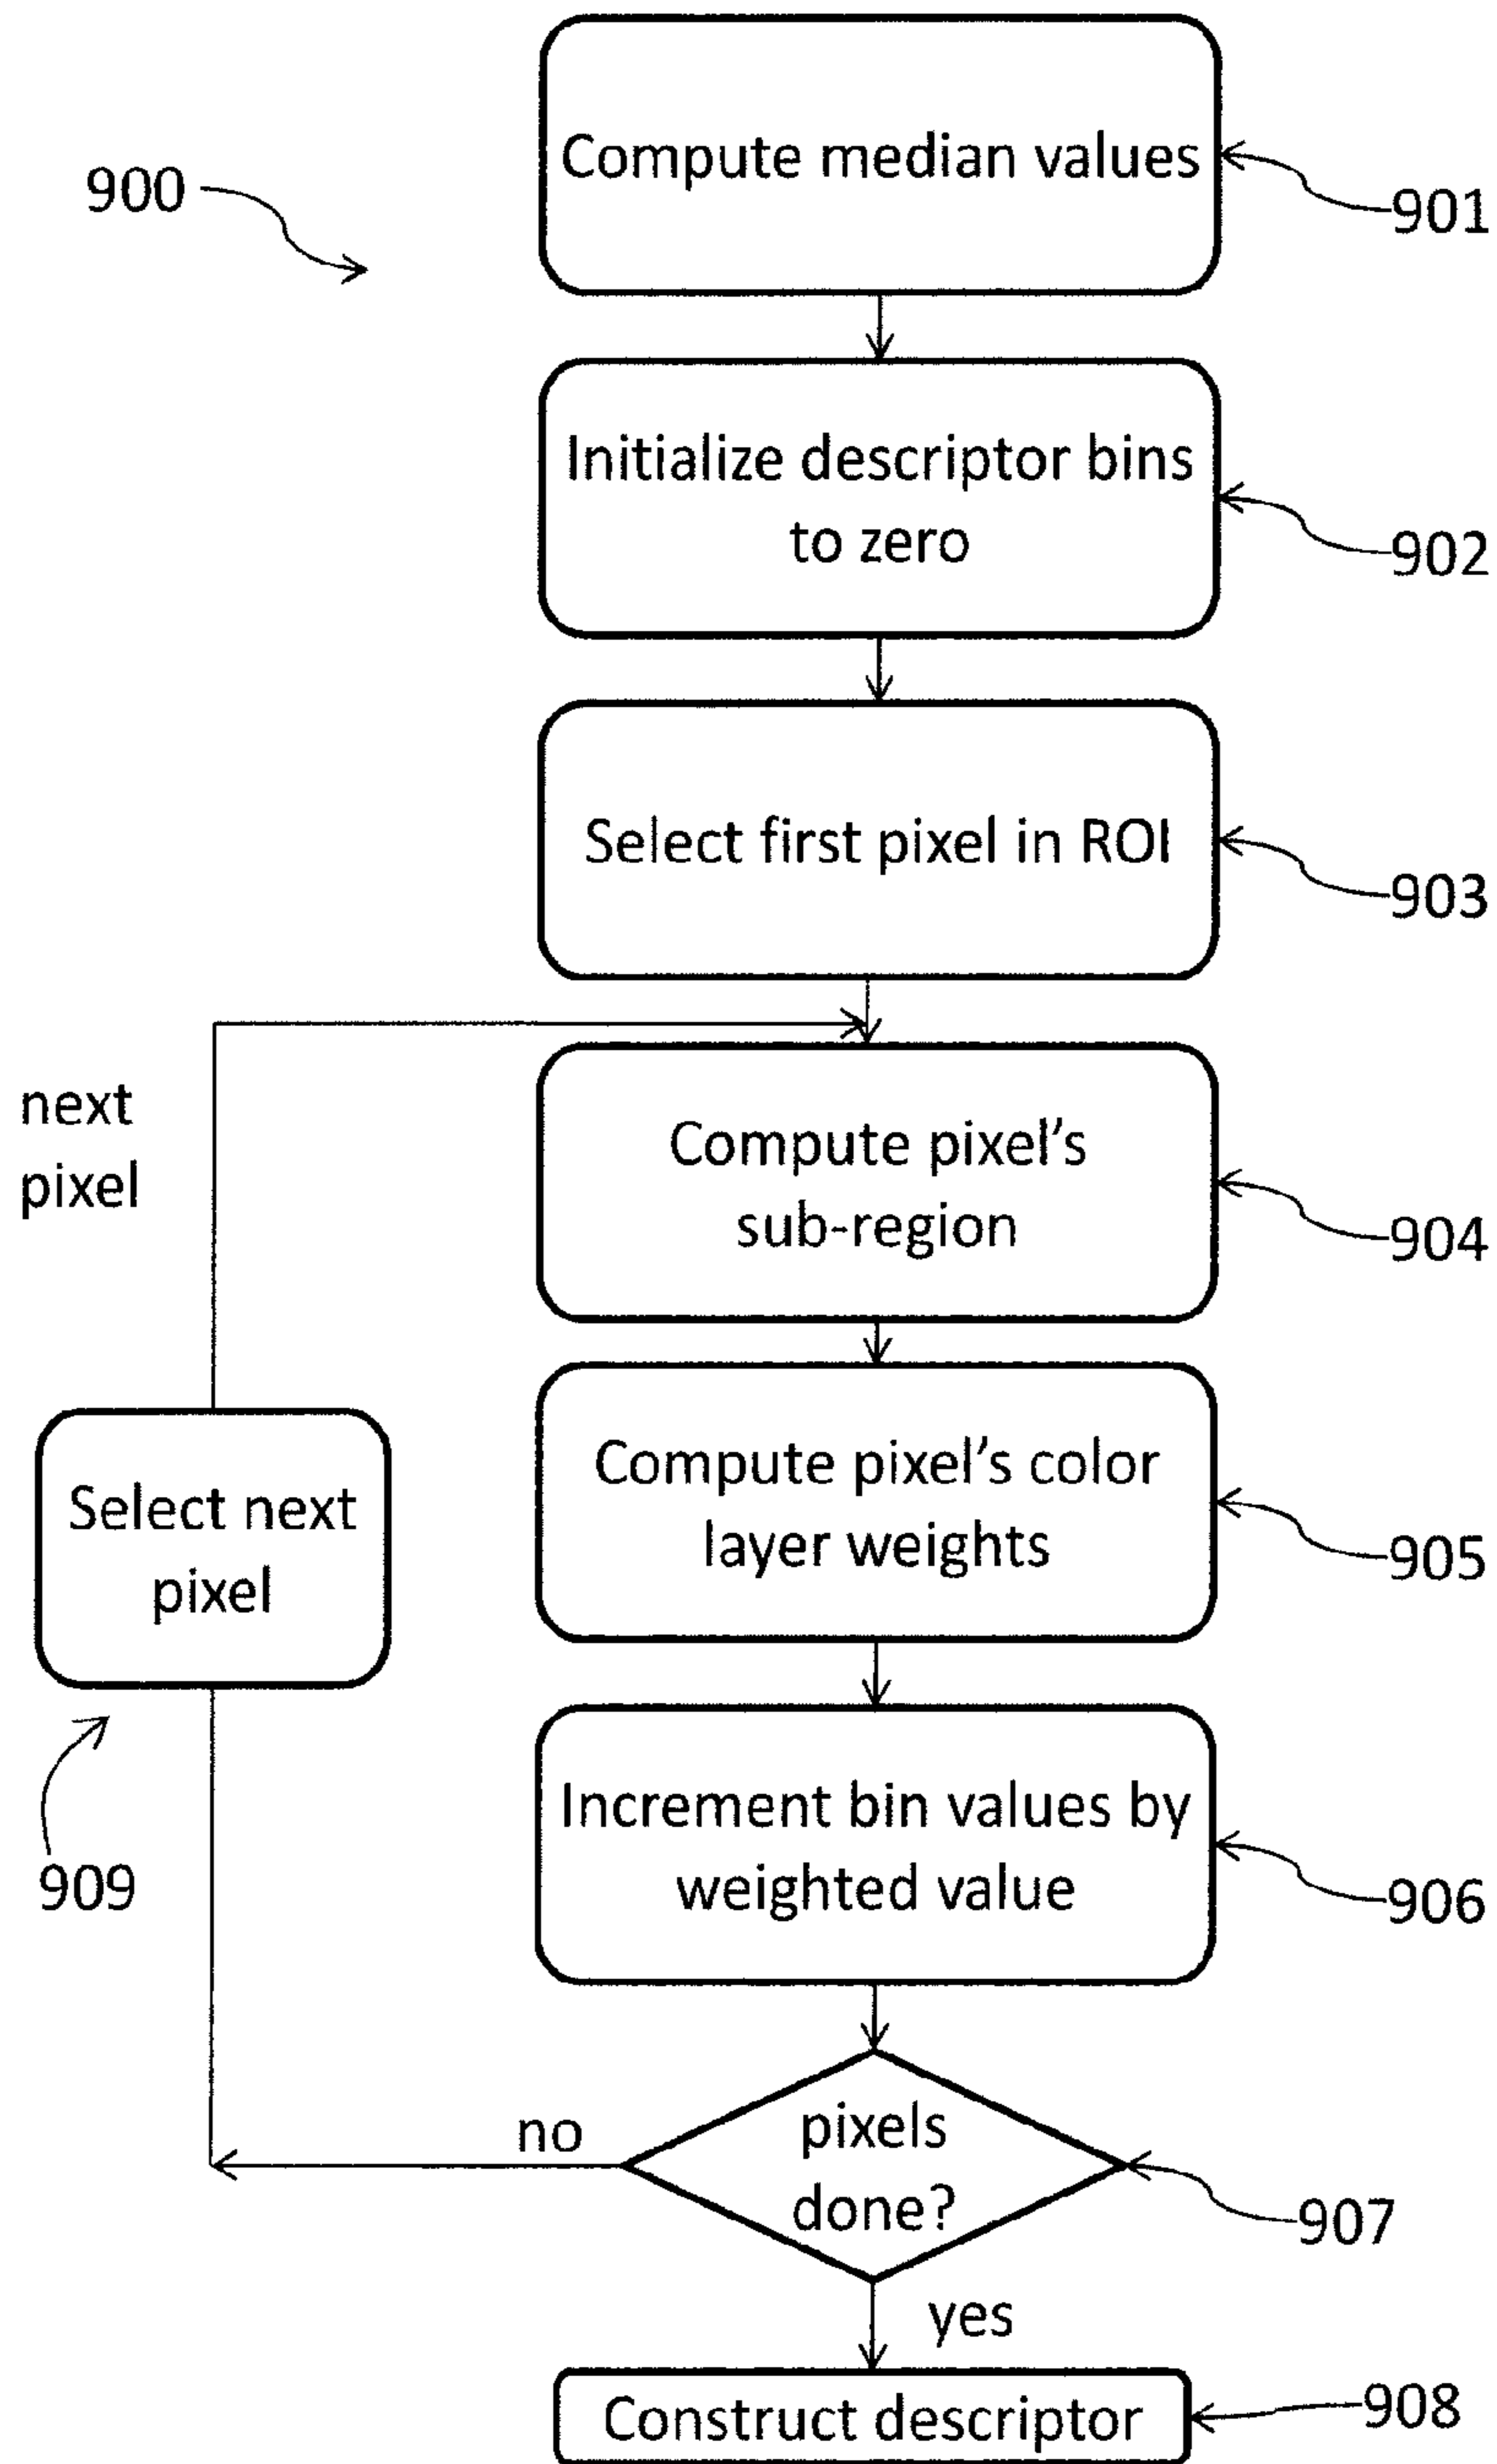 900
Compute median values
901
Initialize descriptor bins
to zero
902
Select first pixel in ROI
903
next
pixel
Compute pixel's
sub-region
904
Select next
pixel
909
Compute pixel's color
layer weights
905
Increment bin values by
weighted value
906
no
pixels
done?
907
yes
Construct descriptor
908